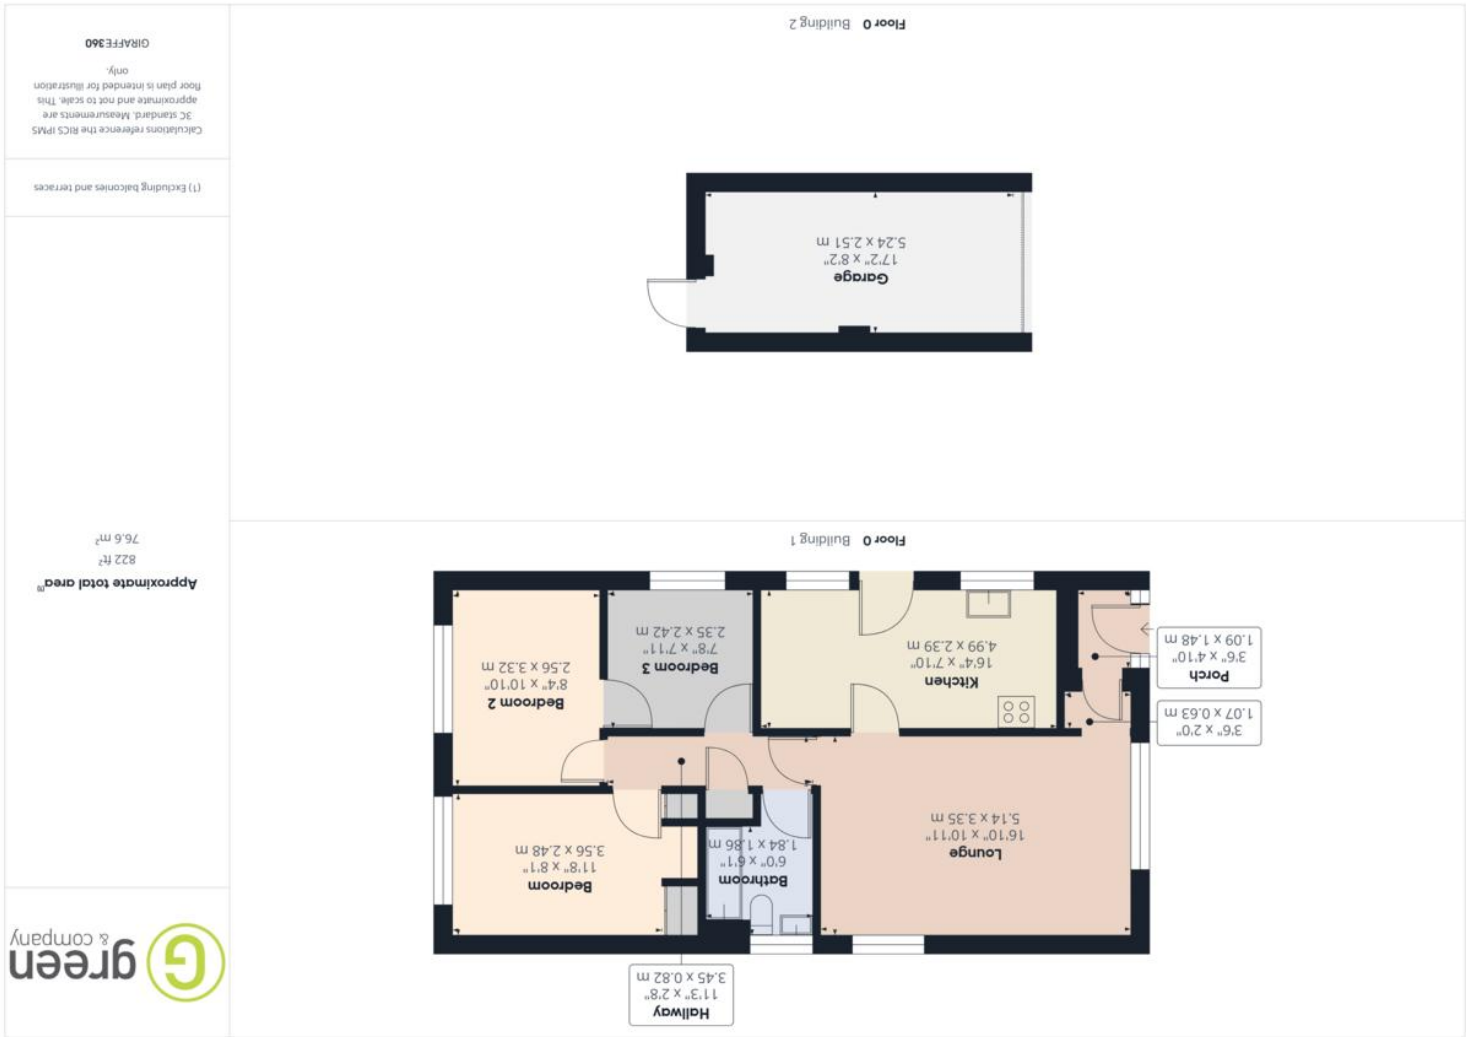 green
& company
G
Approximate total area(1)
822 ft²
76.6 m²
(1) Excluding balconies and terraces
Calculations reference the RICS IPMS
3C standard. Measurements are
approximate and not to scale. This
floor plan is intended for illustration
only.
GIRAFFE360
Hallway
11'3" x 2'8"
3.45 x 0.82 m
Lounge
16'10" x 10'11"
5.14 x 3.35 m
Bathroom
6'0" x 6'1"
1.84 x 1.86 m
Bedroom
11'8" x 8'1"
3.56 x 2.48 m
3'6" x 2'0"
1.07 x 0.63 m
Porch
3'6" x 4'10"
1.09 x 1.48 m
Kitchen
16'4" x 7'10"
4.99 x 2.39 m
Bedroom 3
7'8" x 7'11"
2.35 x 2.42 m
Bedroom 2
8'4" x 10'10"
2.56 x 3.32 m
Floor 0 Building 1
Garage
17'2" x 8'2"
5.24 x 2.51 m
Floor 0 Building 2